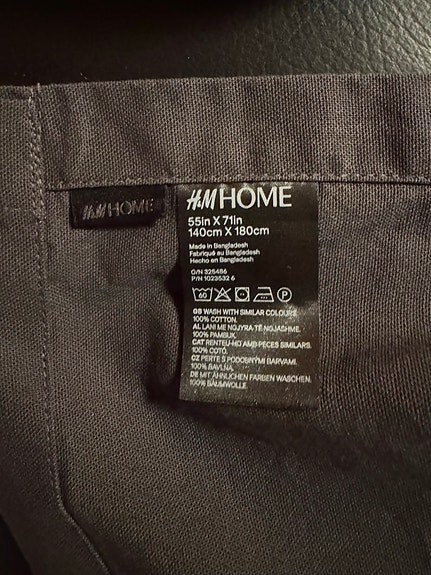 H&M HOME
H&M HOME
55in X 71in
140cm X 180cm
Made in Bangladesh
Fabriqué au Bangladesh
Hecho en Bangladesh
O/N 325486
P/N 1023532 6
60 P
GB WASH WITH SIMILAR COLOURS.
100% COTTON.
AL LANI ME NGJYRA TË NGJASHME.
100% PAMBUK.
CAT RENTEU-HO AMB PECES SIMILARS.
100% COTÓ.
CZ PERTE S PODOBNÝMI BARVAMI.
100% BAVLNA.
DE MIT ÄHNLICHEN FARBEN WASCHEN.
100% BAUMWOLLE.